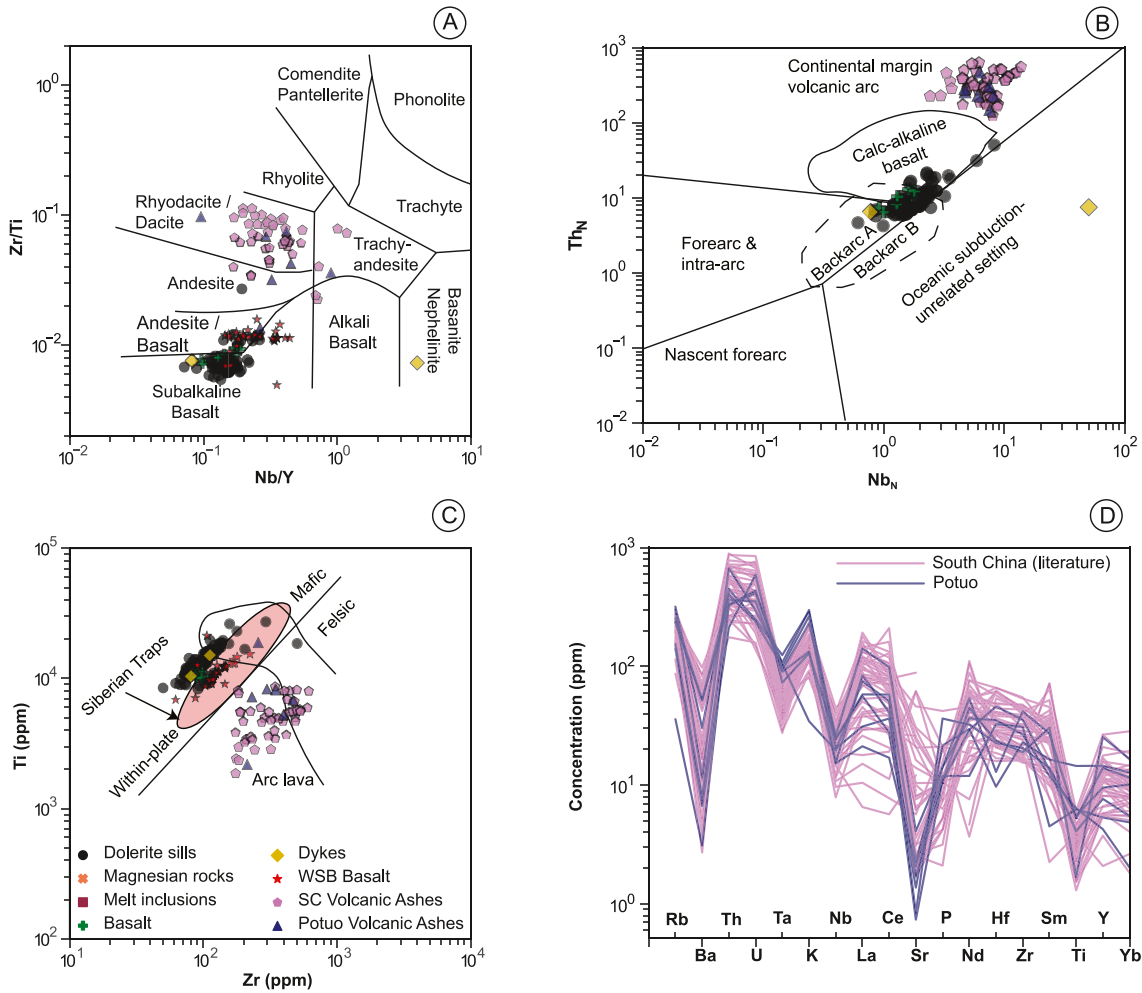 A
10⁰
10⁻¹
10⁻²
Zr/Ti
10⁻²
10⁻¹
10⁰
10¹
Nb/Y
Comendite
Pantellerite
Phonolite
Rhyolite
Rhyodacite /
Dacite
Trachyte
Trachy-
andesite
Andesite
Andesite /
Basalt
Subalkaline
Basalt
Alkali
Basalt
Basanite
Nephelinite
B
10³
10²
10¹
10⁰
10⁻¹
10⁻²
Thₙ
10⁻²
10⁻¹
10⁰
10¹
10²
Nbₙ
Continental margin
volcanic arc
Calc-alkaline
basalt
Forearc &
intra-arc
Backarc A
Backarc B
Oceanic subduction-
unrelated setting
Nascent forearc
C
10⁵
10⁴
10³
10²
Ti (ppm)
10¹
10²
10³
10⁴
Zr (ppm)
Siberian Traps
Within-plate
Mafic
Felsic
Arc lava
Dolerite sills
Magnesian rocks
Melt inclusions
Basalt
Dykes
WSB Basalt
SC Volcanic Ashes
Potuo Volcanic Ashes
D
10³
10²
10¹
10⁰
Concentration (ppm)
South China (literature)
Potuo
Rb Th Ta Nb Ce P Hf Sm Y
Ba U K La Sr Nd Zr Ti Yb